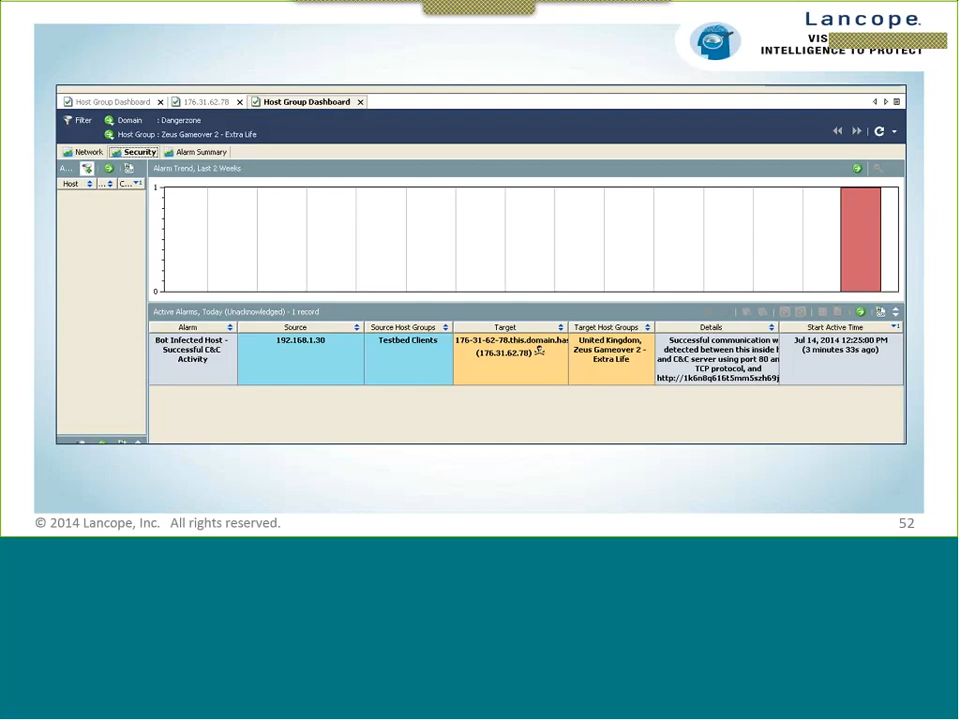 Lancope.
INTELLIGENCE TO PROTECT
Host Group Dashboard 176.31.62.78 Host Group Dashboard
Filter Domain : Dangerzone
Host Group : Zeus Gameover 2 - Extra Life
Network Security Alarm Summary
A... Alarm Trend, Last 2 Weeks
Host ... C... 1
1
0
Active Alarms, Today (Unacknowledged) - 1 record
Alarm Source Source Host Groups Target Target Host Groups Details Start Active Time 1
Bot Infected Host -
Successful C&C
Activity
192.168.1.30
Testbed Clients
176-31-62-78.this.domain.has
(176.31.62.78)
United Kingdom,
Zeus Gameover 2 -
Extra Life
Successful communication w
detected between this inside h
and C&C server using port 80 an
TCP protocol, and
Jul 14, 2014 12:25:00 PM
(3 minutes 33s ago)
© 2014 Lancope, Inc. All rights reserved.
52